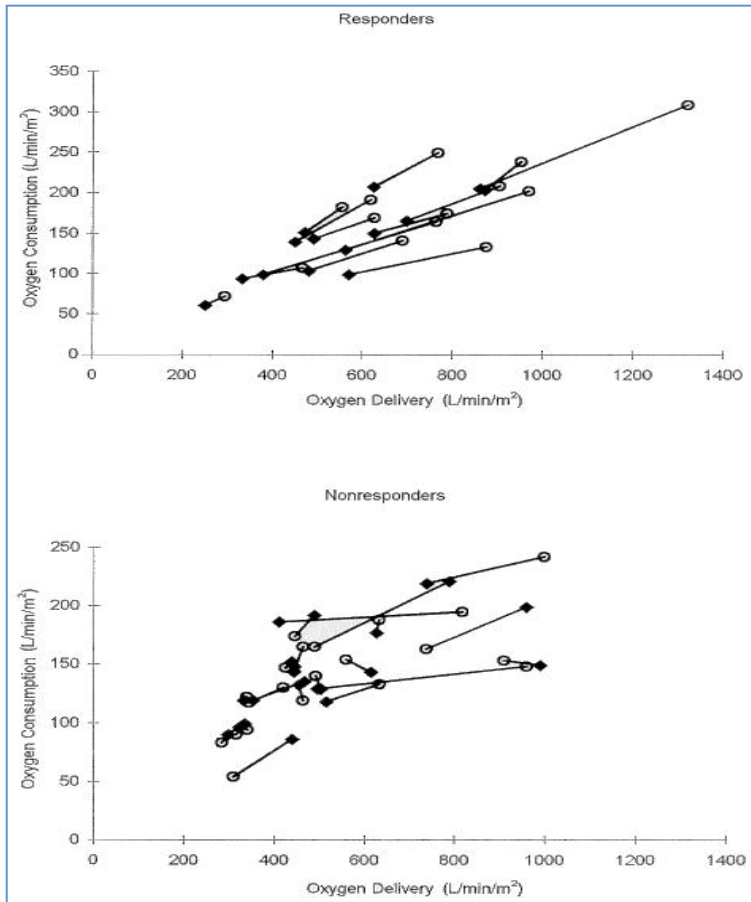 Responders
350
300
250
200
150
100
50
0
Oxygen Consumption (L/min/m²)
0 200 400 600 800 1000 1200 1400
Oxygen Delivery (L/min/m²)
Nonresponders
250
200
150
100
50
0
Oxygen Consumption (L/min/m²)
0 200 400 600 800 1000 1200 1400
Oxygen Delivery (L/min/m²)